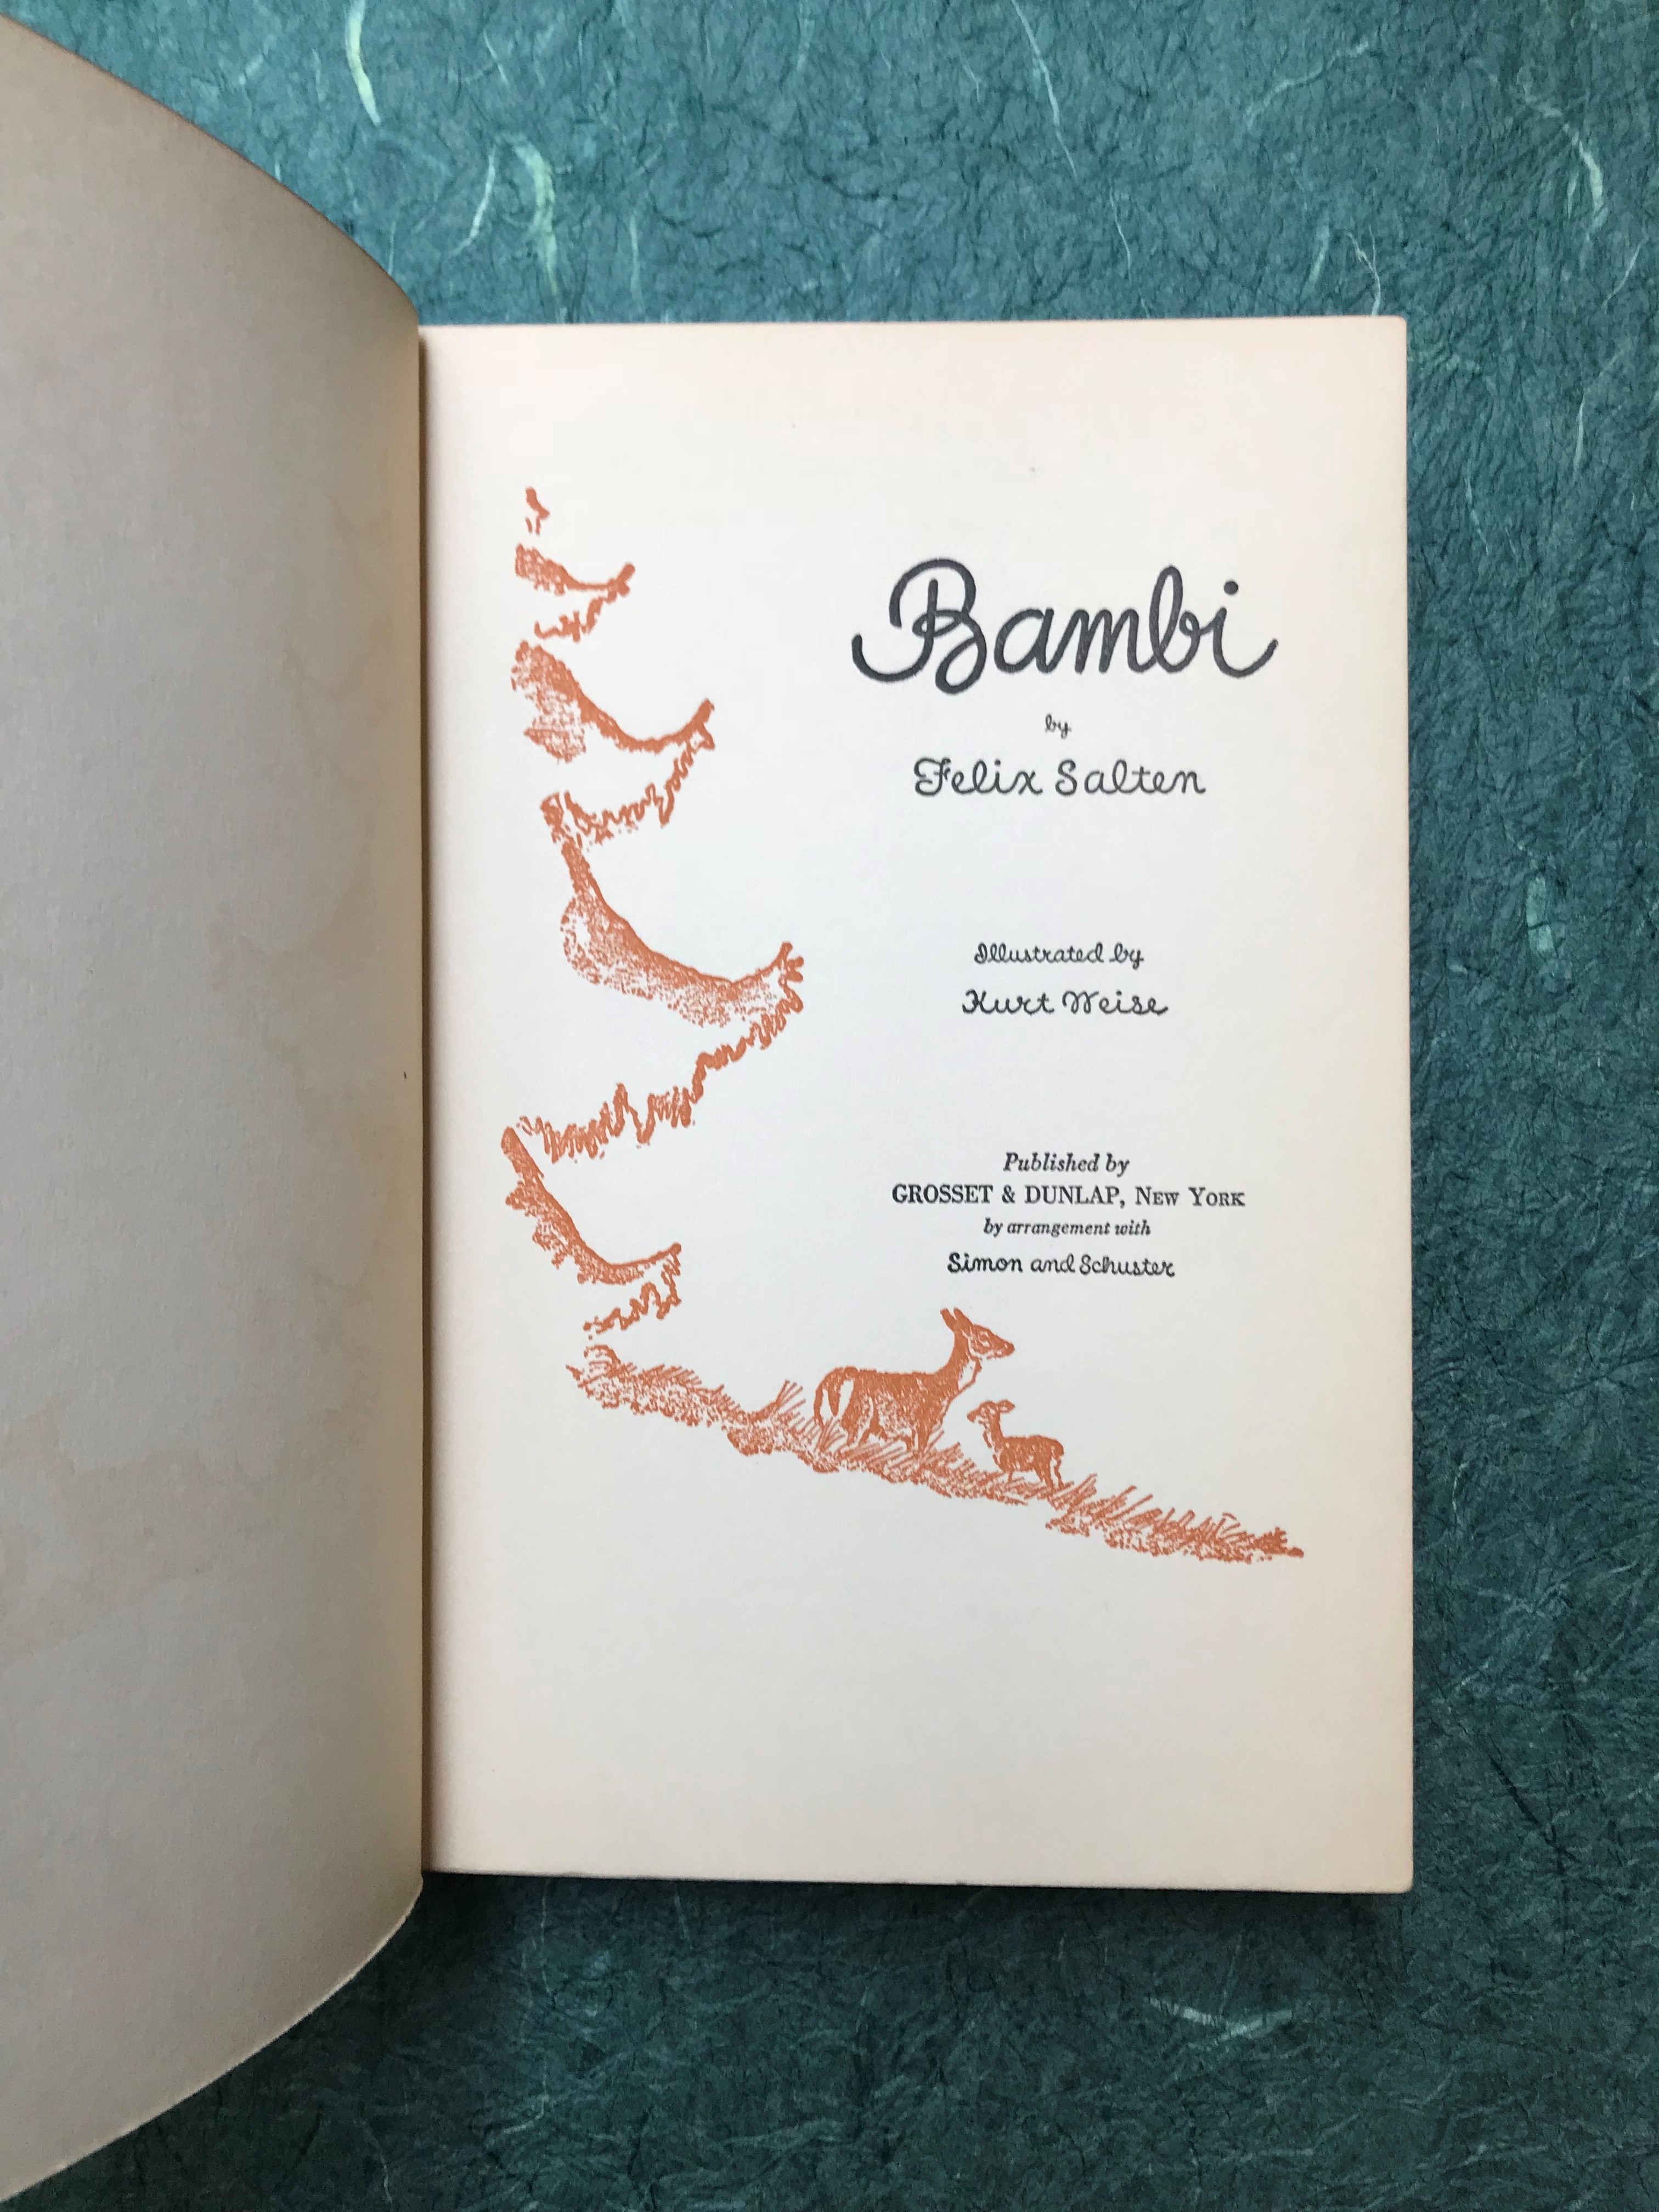 Bambi
by
Felix Salten
Illustrated by
Kurt Weise
Published by
GROSSET & DUNLAP, NEW YORK
by arrangement with
Simon and Schuster